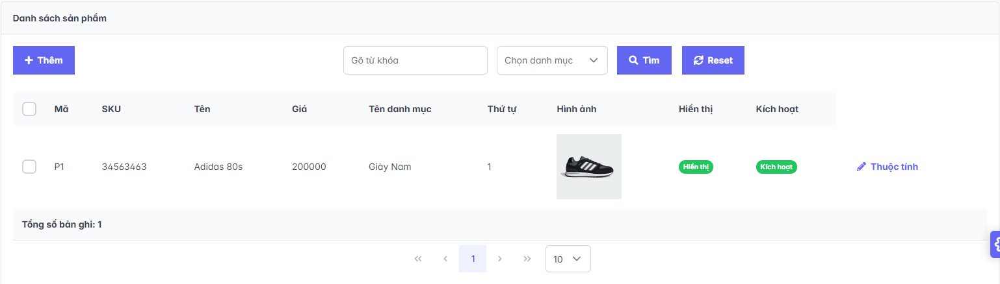 Danh sách sản phẩm
Thêm
Gõ từ khóa
Chọn danh mục
Tìm
Reset
Mã SKU Tên Giá Tên danh mục Thứ tự Hình ảnh Hiển thị Kích hoạt
P1 34563463 Adidas 80s 200000 Giày Nam 1 Hiển thị Kích hoạt Thuộc tính
Tổng số bản ghi: 1
1
10